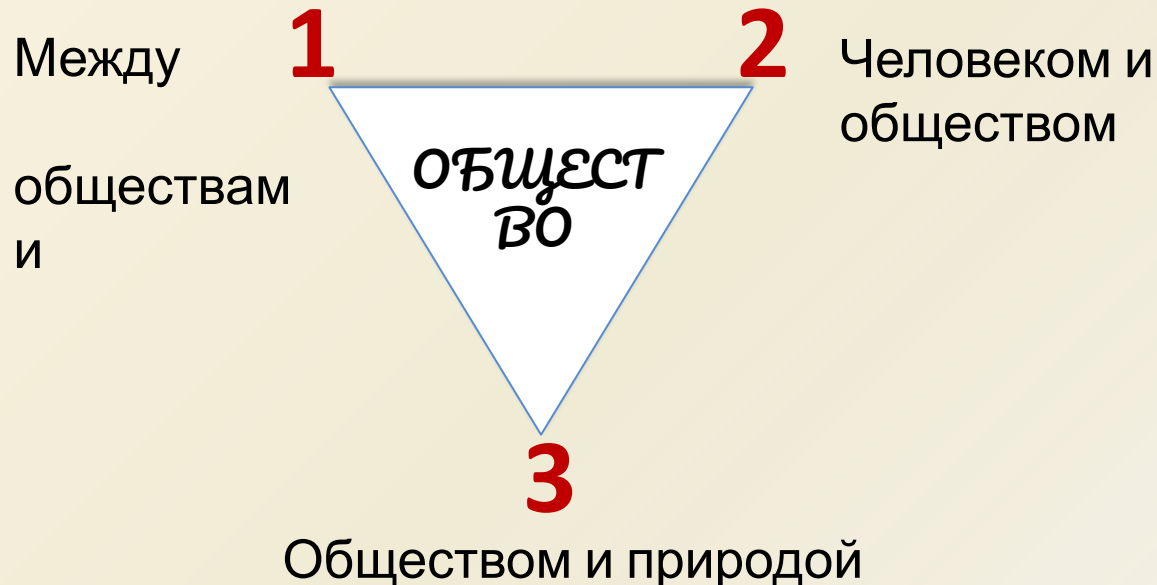 Между
обществам
и
1
2
Человеком и
обществом
ОБЩЕСТ
ВО
3
Обществом и природой